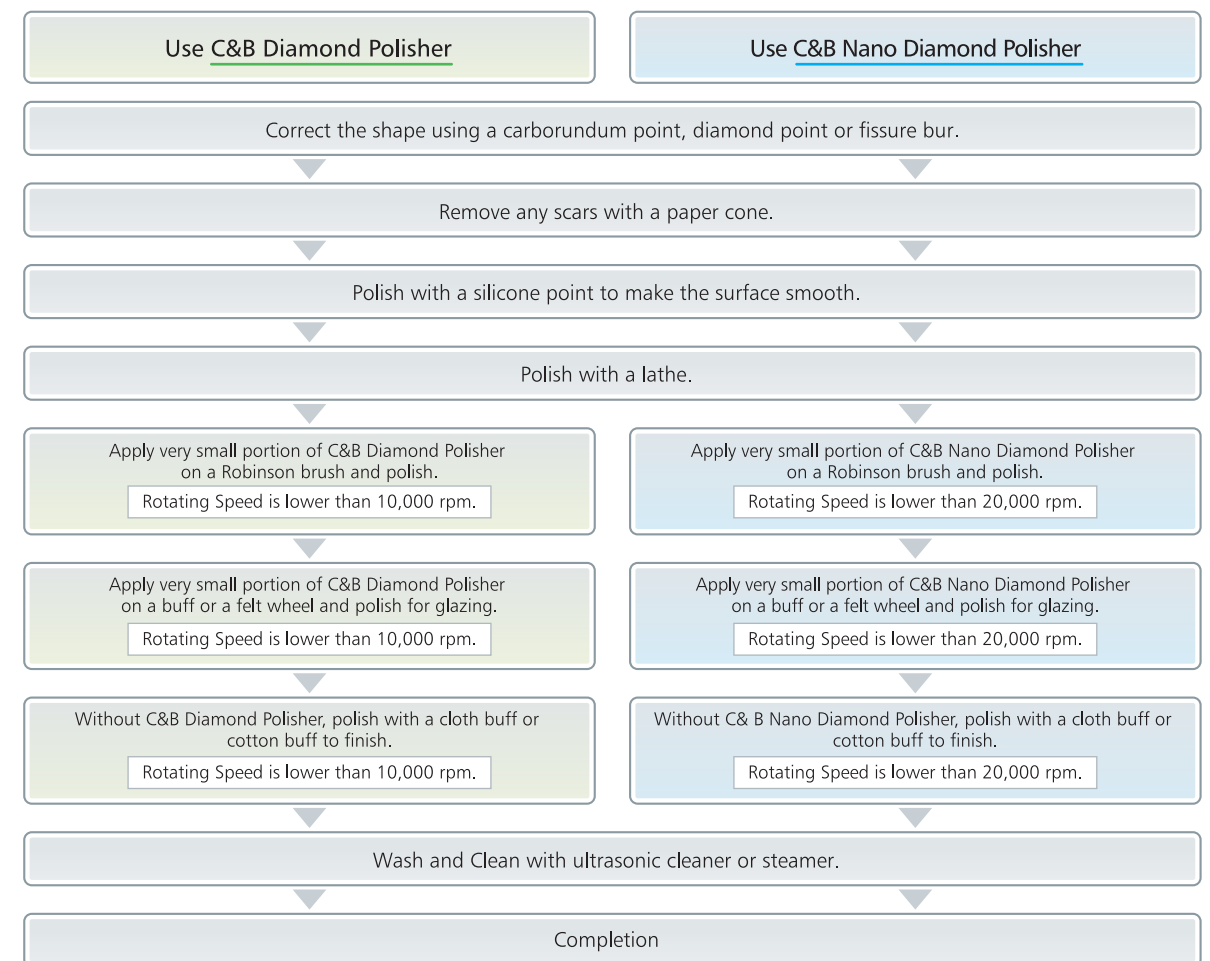 Use C&B Diamond Polisher
Use C&B Nano Diamond Polisher
Correct the shape using a carborundum point, diamond point or fissure bur.
Remove any scars with a paper cone.
Polish with a silicone point to make the surface smooth.
Polish with a lathe.
Apply very small portion of C&B Diamond Polisher
on a Robinson brush and polish.
Rotating Speed is lower than 10,000 rpm.
Apply very small portion of C&B Nano Diamond Polisher
on a Robinson brush and polish.
Rotating Speed is lower than 20,000 rpm.
Apply very small portion of C&B Diamond Polisher
on a buff or a felt wheel and polish for glazing.
Rotating Speed is lower than 10,000 rpm.
Apply very small portion of C&B Nano Diamond Polisher
on a buff or a felt wheel and polish for glazing.
Rotating Speed is lower than 20,000 rpm.
Without C&B Diamond Polisher, polish with a cloth buff or
cotton buff to finish.
Rotating Speed is lower than 10,000 rpm.
Without C& B Nano Diamond Polisher, polish with a cloth buff or
cotton buff to finish.
Rotating Speed is lower than 20,000 rpm.
Wash and Clean with ultrasonic cleaner or steamer.
Completion